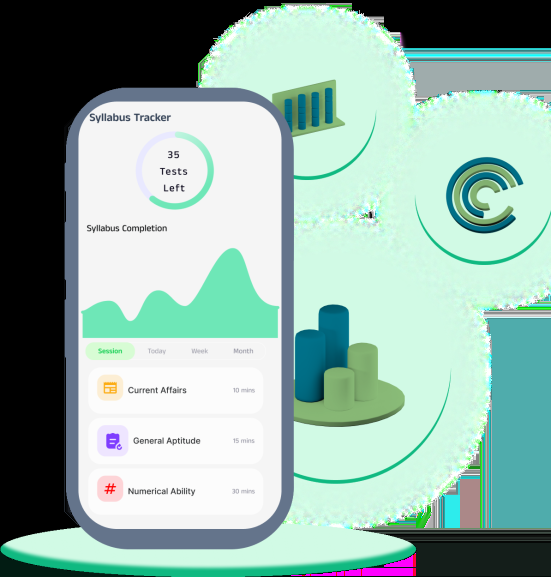 Syllabus Tracker
35
Tests
Left
Syllabus Completion
Session Today Week Month
Current Affairs 10 mins
General Aptitude 15 mins
Numerical Ability 30 mins